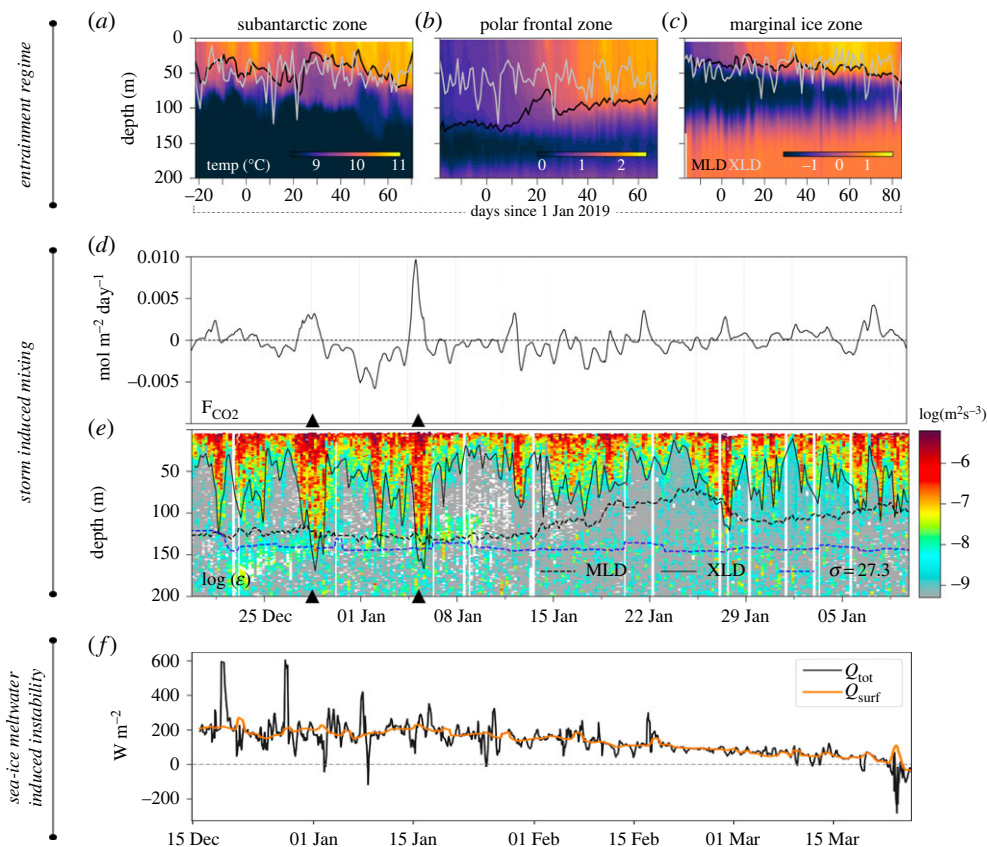 (a) subantarctic zone
(b) polar frontal zone
(c) marginal ice zone
entrainment regime
depth (m)
0
50
100
150
200
temp (°C)
9 10 11
0 1 2
MLD XLD
−1 0 1
−20 0 20 40 60
0 20 40 60
0 20 40 60 80
days since 1 Jan 2019
storm induced mixing
(d)
mol m−2 day−1
0.010
0.005
0
−0.005
FCO2
(e)
depth (m)
50
100
150
200
log (ε)
MLD XLD σ = 27.3
log(m2s−3)
−6
−7
−8
−9
25 Dec 01 Jan 08 Jan 15 Jan 22 Jan 29 Jan 05 Jan
sea-ice meltwater
induced instability
(f)
W m−2
600
400
200
0
−200
Qtot
Qsurf
15 Dec 01 Jan 15 Jan 01 Feb 15 Feb 01 Mar 15 Mar